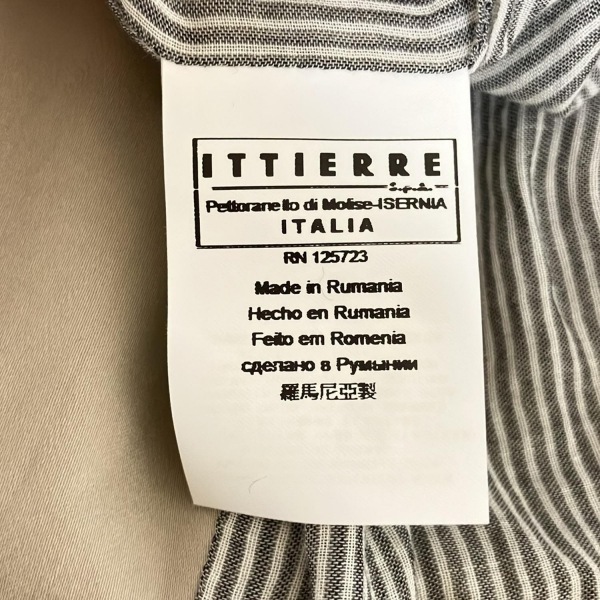 ITTIERRE
s.p.a.
Pettoranello di Molise-ISERNIA
ITALIA
RN 125723
Made in Rumania
Hecho en Rumania
Feito em Romenia
сделано в Румынии
羅馬尼亞製